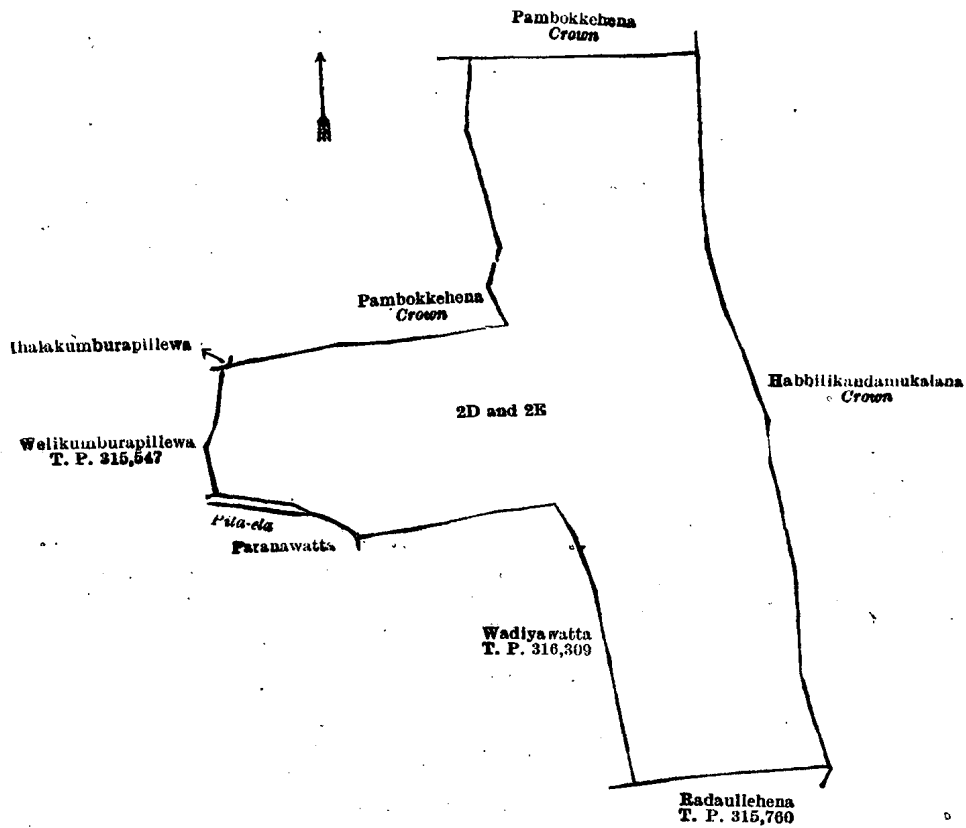 Pambokkehena
Crown
Pambokkehena
Crown
Ihalakumburapillewa
Habbilikandamukalana
Crown
2D and 2E
Welikumburapillewa
T. P. 315,547
Pita-ela
Paranawatta
Wadiyawatta
T. P. 316,309
Radaullehena
T. P. 315,760